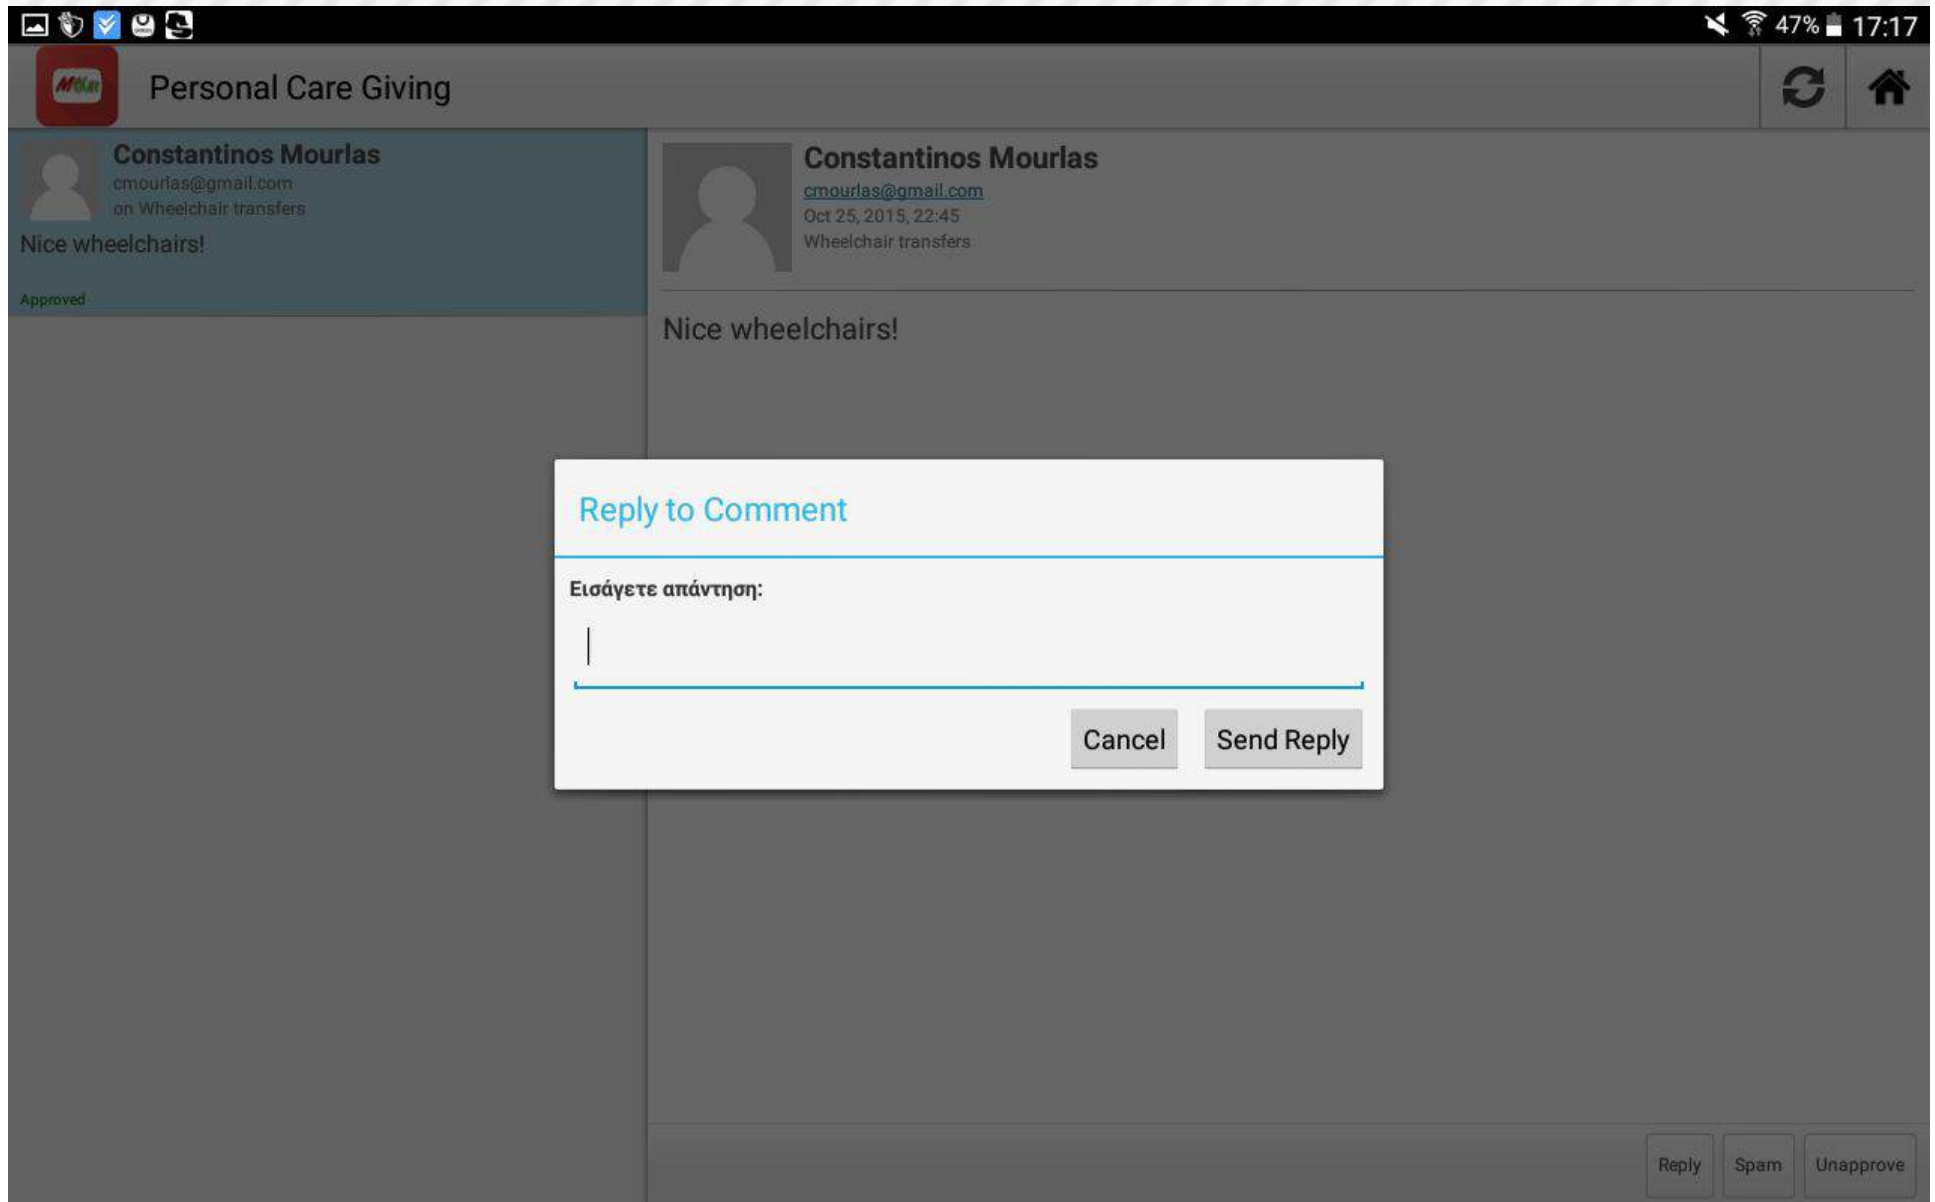 47% 17:17
Personal Care Giving
Constantinos Mourlas
cmourlas@gmail.com
on Wheelchair transfers
Nice wheelchairs!
Approved
Constantinos Mourlas
cmourlas@gmail.com
Oct 25, 2015, 22:45
Wheelchair transfers
Nice wheelchairs!
Reply to Comment
Εισάγετε απάντηση:
Cancel Send Reply
Reply Spam Unapprove